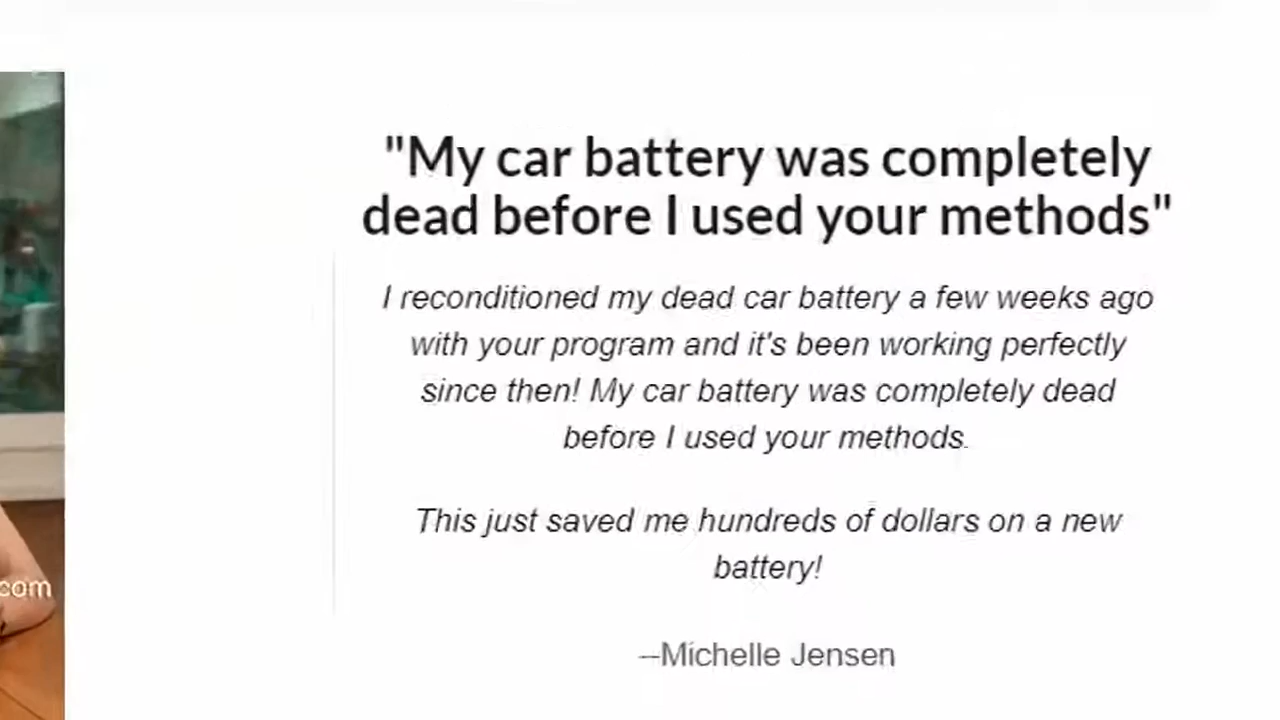 "My car battery was completely
dead before I used your methods"
I reconditioned my dead car battery a few weeks ago
with your program and it's been working perfectly
since then! My car battery was completely dead
before I used your methods.
This just saved me hundreds of dollars on a new
battery!
com
--Michelle Jensen